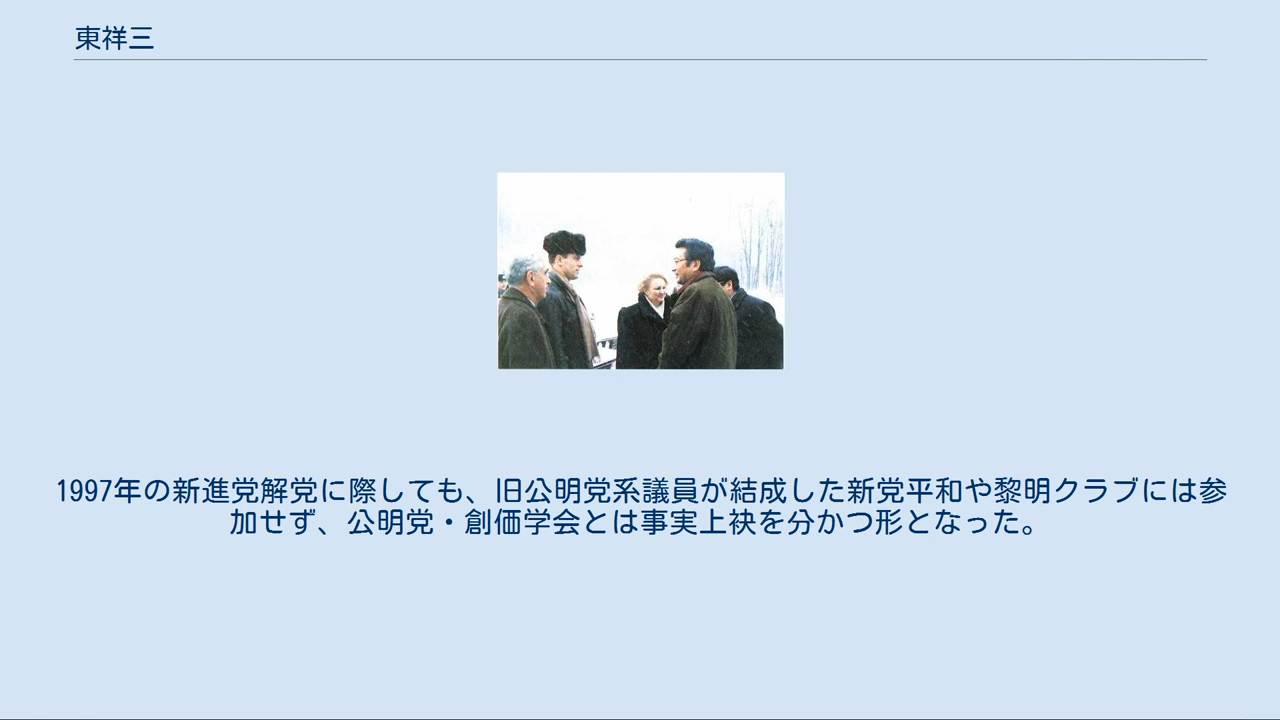 東祥三
1997年の新進党解党に際しても、旧公明党系議員が結成した新党平和や黎明クラブには参
加せず、公明党・創価学会とは事実上袂を分かつ形となった。